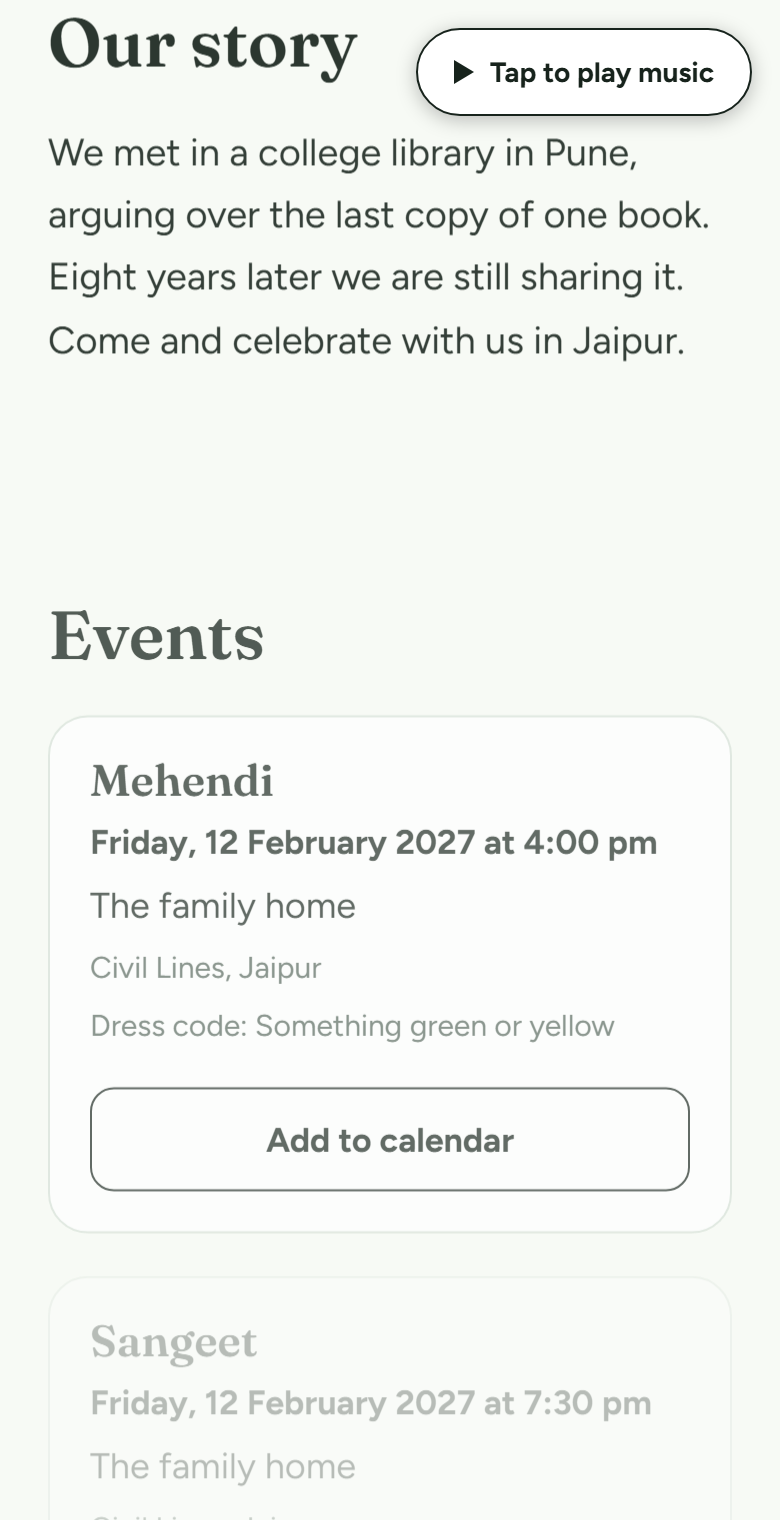 Our story
Tap to play music
We met in a college library in Pune,
arguing over the last copy of one book.
Eight years later we are still sharing it.
Come and celebrate with us in Jaipur.
Events
Mehendi
Friday, 12 February 2027 at 4:00 pm
The family home
Civil Lines, Jaipur
Dress code: Something green or yellow
Add to calendar
Sangeet
Friday, 12 February 2027 at 7:30 pm
The family home